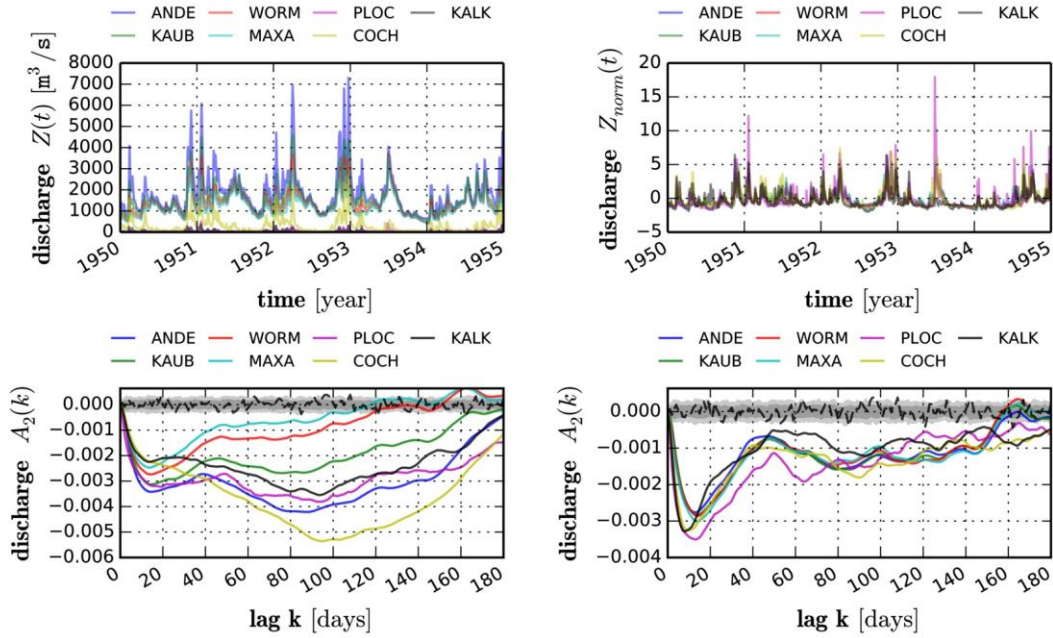 ANDE WORM PLOC KALK
KAUB MAXA COCH
discharge Z(t) [m³/s]
8000
7000
6000
5000
4000
3000
2000
1000
0
1950 1951 1952 1953 1954 1955
time [year]
ANDE WORM PLOC KALK
KAUB MAXA COCH
discharge Z_norm(t)
20
15
10
5
0
−5
1950 1951 1952 1953 1954 1955
time [year]
ANDE WORM PLOC KALK
KAUB MAXA COCH
discharge A₂(k)
0.000
−0.001
−0.002
−0.003
−0.004
−0.005
−0.006
0 20 40 60 80 100 120 140 160 180
lag k [days]
ANDE WORM PLOC KALK
KAUB MAXA COCH
discharge A₂(k)
0.000
−0.001
−0.002
−0.003
−0.004
0 20 40 60 80 100 120 140 160 180
lag k [days]